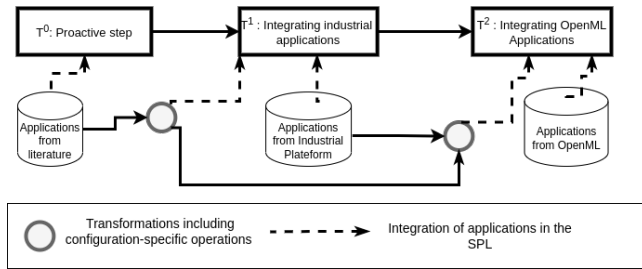 T⁰: Proactive step
T¹ : Integrating industrial
applications
T² : Integrating OpenML
Applications
Applications
from
literature
Applications
from Industrial
Plateform
Applications
from OpenML
Transformations including
configuration-specific operations
Integration of applications in the
SPL